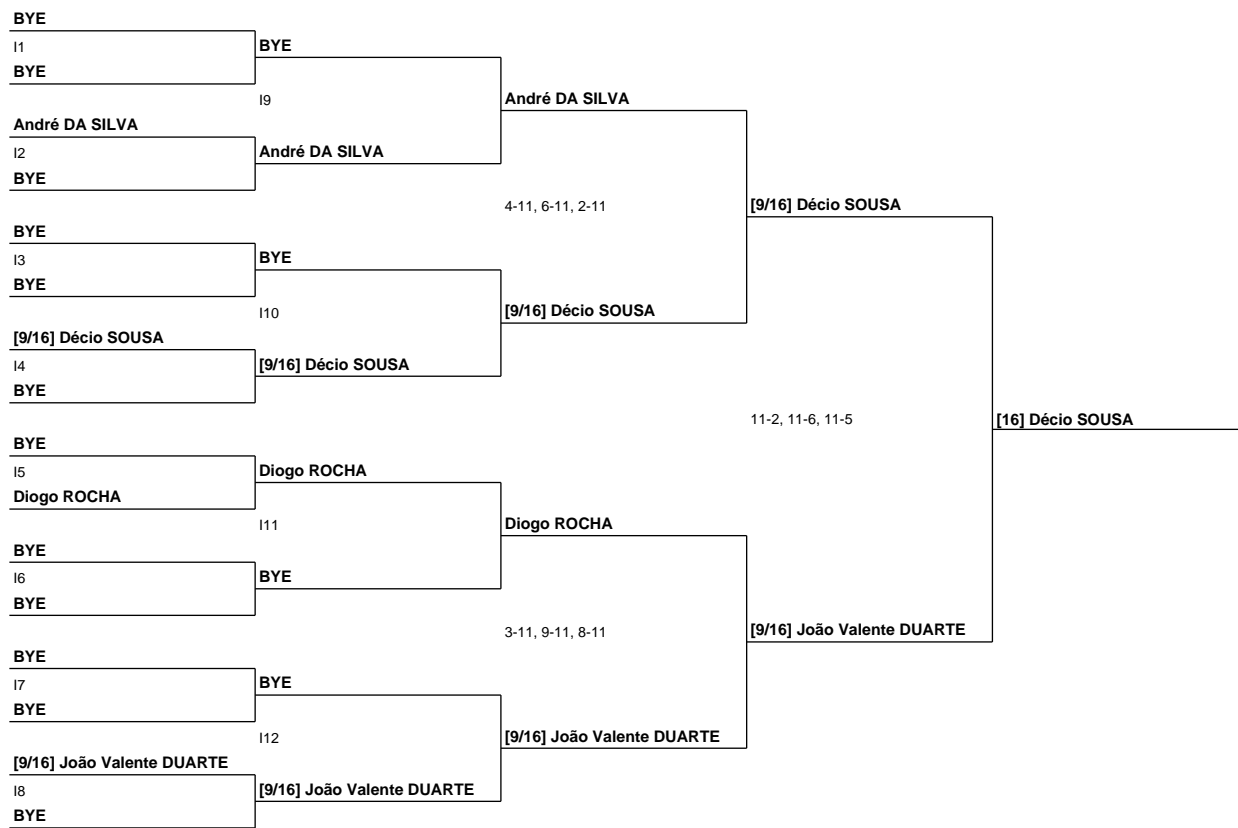 BYE
I1
BYE
BYE
I9
André DA SILVA
André DA SILVA
I2
André DA SILVA
BYE
4-11, 6-11, 2-11
[9/16] Décio SOUSA
BYE
I3
BYE
BYE
I10
[9/16] Décio SOUSA
[9/16] Décio SOUSA
I4
[9/16] Décio SOUSA
BYE
11-2, 11-6, 11-5
[16] Décio SOUSA
BYE
I5
Diogo ROCHA
Diogo ROCHA
I11
Diogo ROCHA
BYE
I6
BYE
BYE
3-11, 9-11, 8-11
[9/16] João Valente DUARTE
BYE
I7
BYE
BYE
I12
[9/16] João Valente DUARTE
[9/16] João Valente DUARTE
I8
[9/16] João Valente DUARTE
BYE